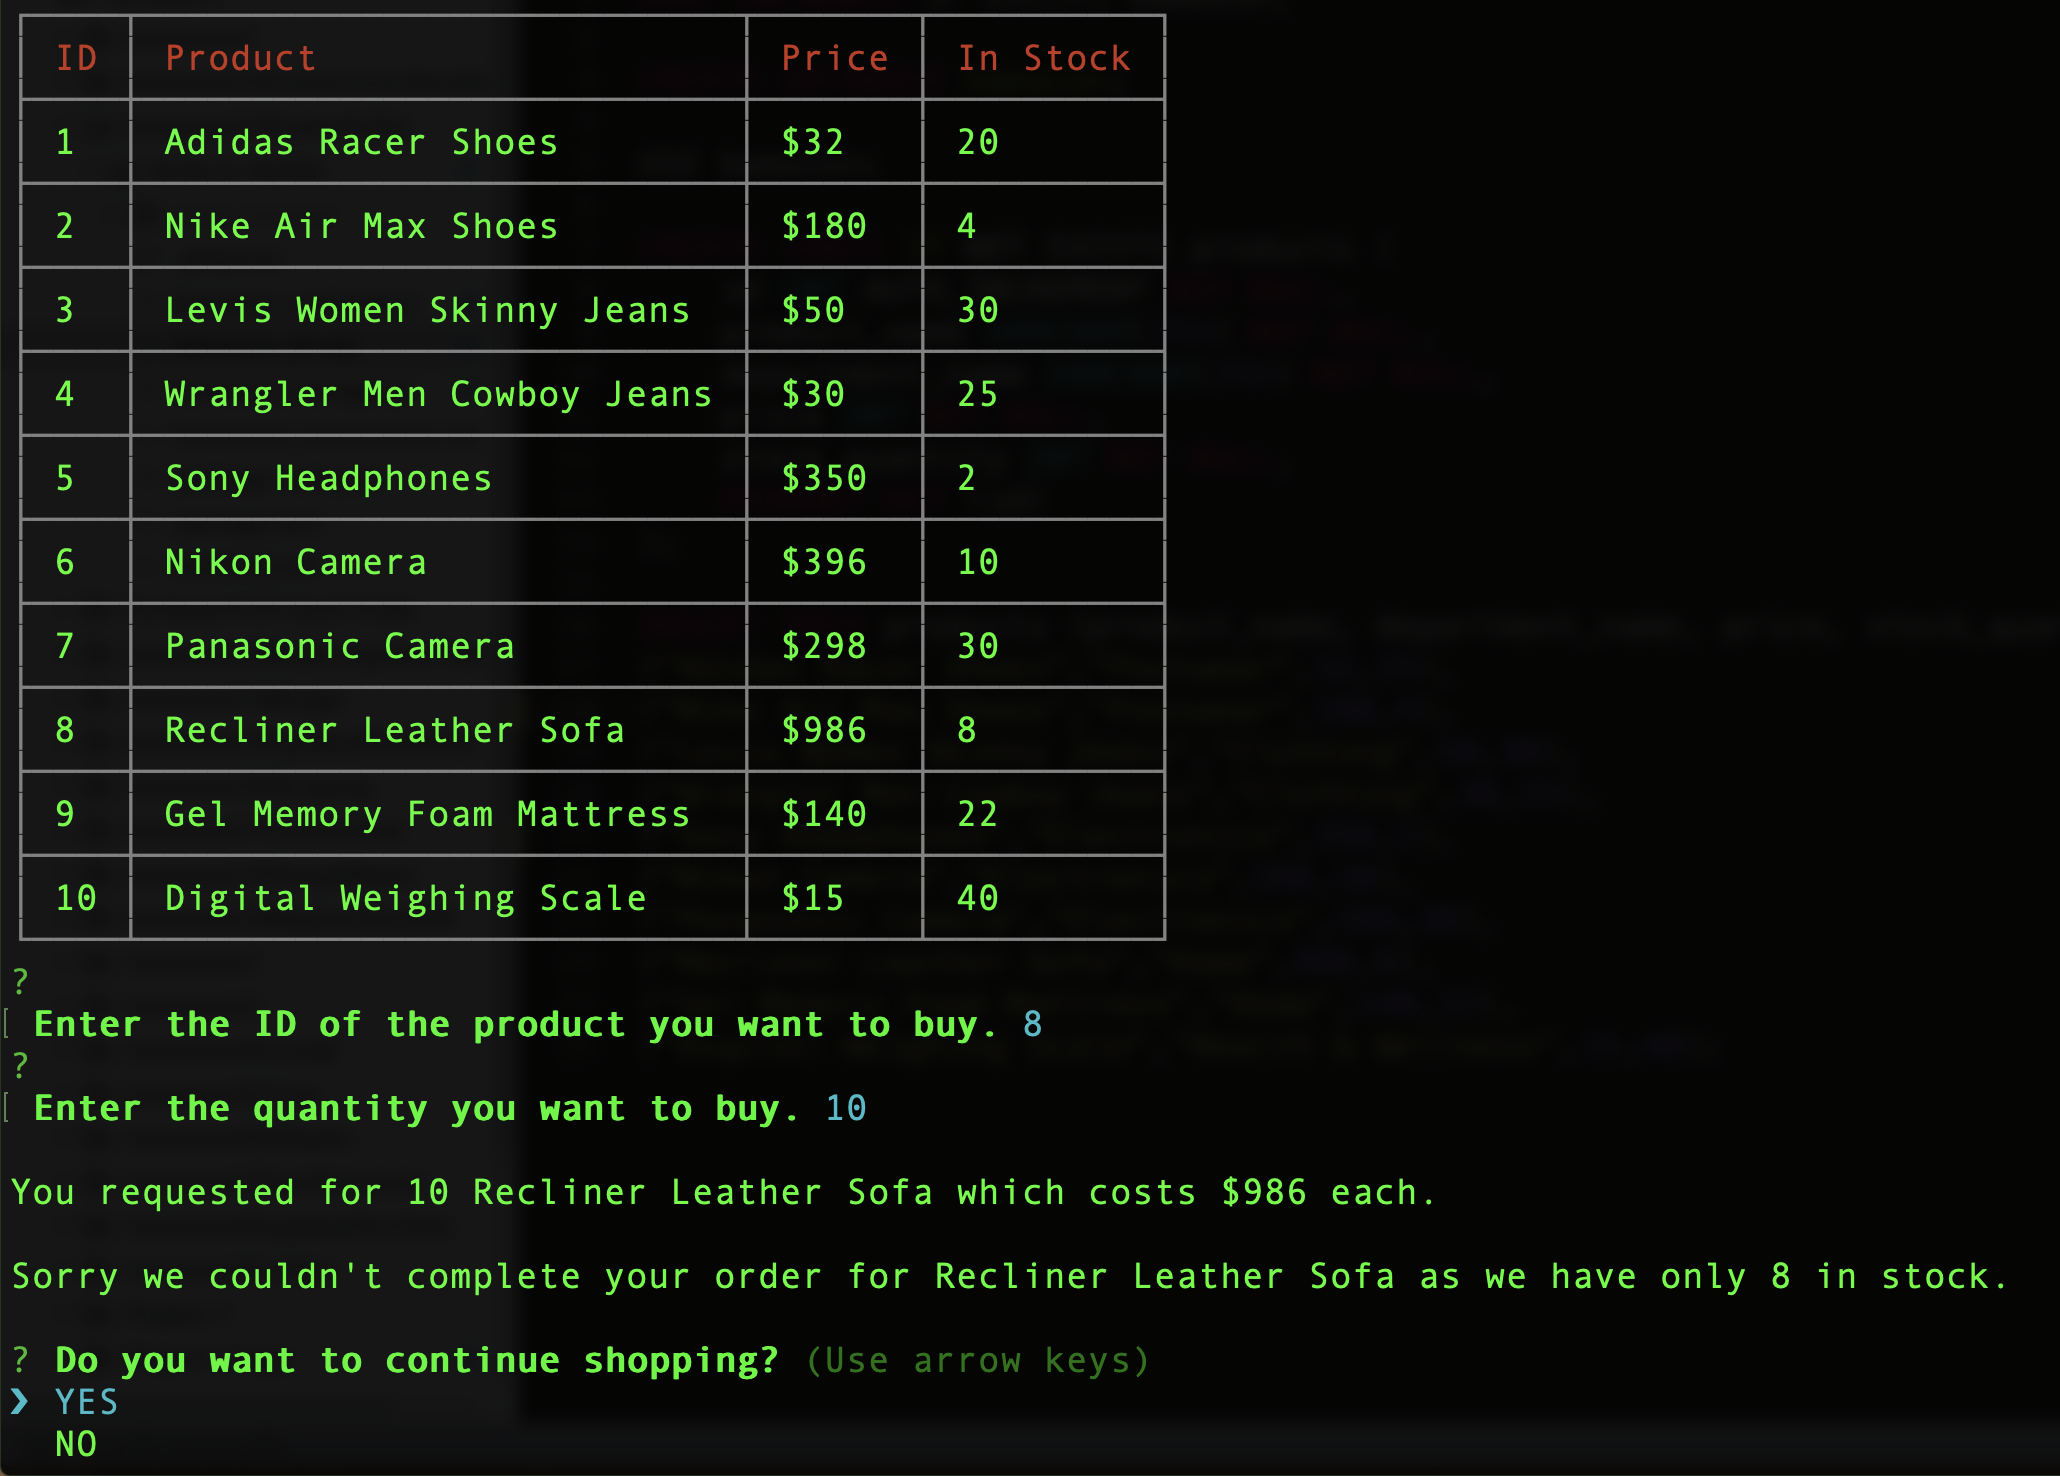 ID Product Price In Stock
1 Adidas Racer Shoes $32 20
2 Nike Air Max Shoes $180 4
3 Levis Women Skinny Jeans $50 30
4 Wrangler Men Cowboy Jeans $30 25
5 Sony Headphones $350 2
6 Nikon Camera $396 10
7 Panasonic Camera $298 30
8 Recliner Leather Sofa $986 8
9 Gel Memory Foam Mattress $140 22
10 Digital Weighing Scale $15 40
?
[ Enter the ID of the product you want to buy. 8
?
[ Enter the quantity you want to buy. 10
You requested for 10 Recliner Leather Sofa which costs $986 each.
Sorry we couldn't complete your order for Recliner Leather Sofa as we have only 8 in stock.
? Do you want to continue shopping? (Use arrow keys)
❯ YES
NO